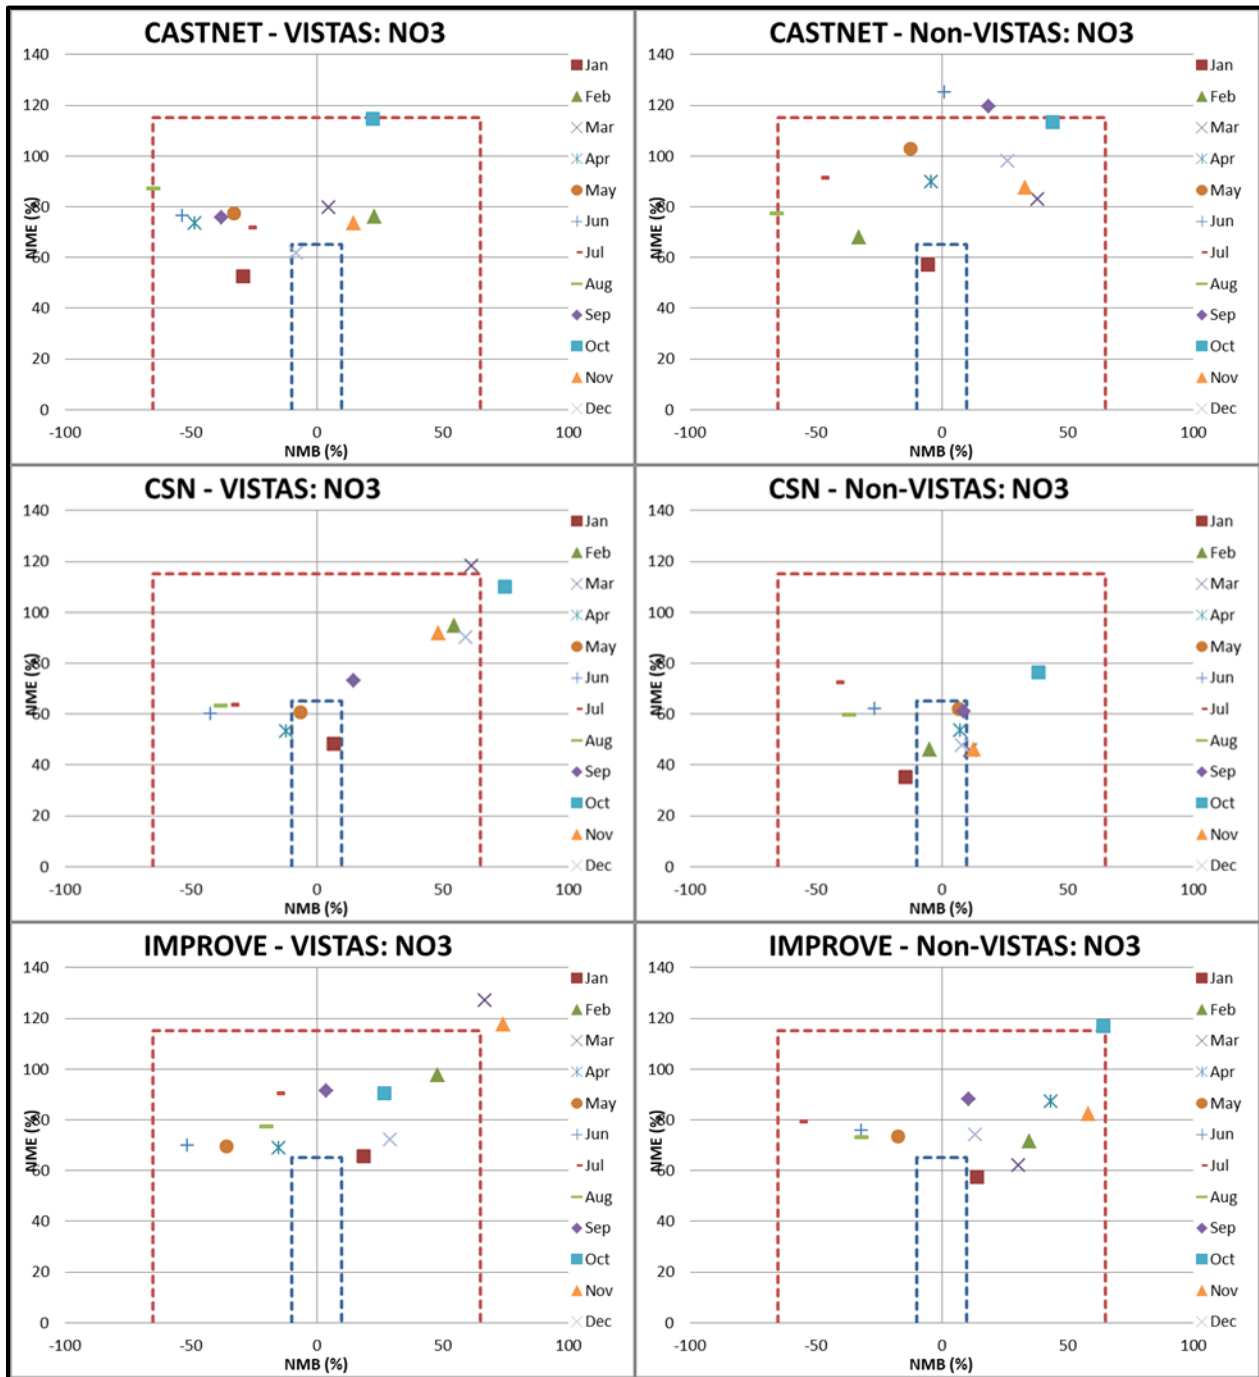 CASTNET - VISTAS: NO3
140
120
100
80
60
40
20
0
NME (%)
-100 -50 0 50 100
NMB (%)
Jan
Feb
Mar
Apr
May
Jun
Jul
Aug
Sep
Oct
Nov
Dec
CASTNET - Non-VISTAS: NO3
140
120
100
80
60
40
20
0
NME (%)
-100 -50 0 50 100
NMB (%)
Jan
Feb
Mar
Apr
May
Jun
Jul
Aug
Sep
Oct
Nov
Dec
CSN - VISTAS: NO3
140
120
100
80
60
40
20
0
NME (%)
-100 -50 0 50 100
NMB (%)
Jan
Feb
Mar
Apr
May
Jun
Jul
Aug
Sep
Oct
Nov
Dec
CSN - Non-VISTAS: NO3
140
120
100
80
60
40
20
0
NME (%)
-100 -50 0 50 100
NMB (%)
Jan
Feb
Mar
Apr
May
Jun
Jul
Aug
Sep
Oct
Nov
Dec
IMPROVE - VISTAS: NO3
140
120
100
80
60
40
20
0
NME (%)
-100 -50 0 50 100
NMB (%)
Jan
Feb
Mar
Apr
May
Jun
Jul
Aug
Sep
Oct
Nov
Dec
IMPROVE - Non-VISTAS: NO3
140
120
100
80
60
40
20
0
NME (%)
-100 -50 0 50 100
NMB (%)
Jan
Feb
Mar
Apr
May
Jun
Jul
Aug
Sep
Oct
Nov
Dec